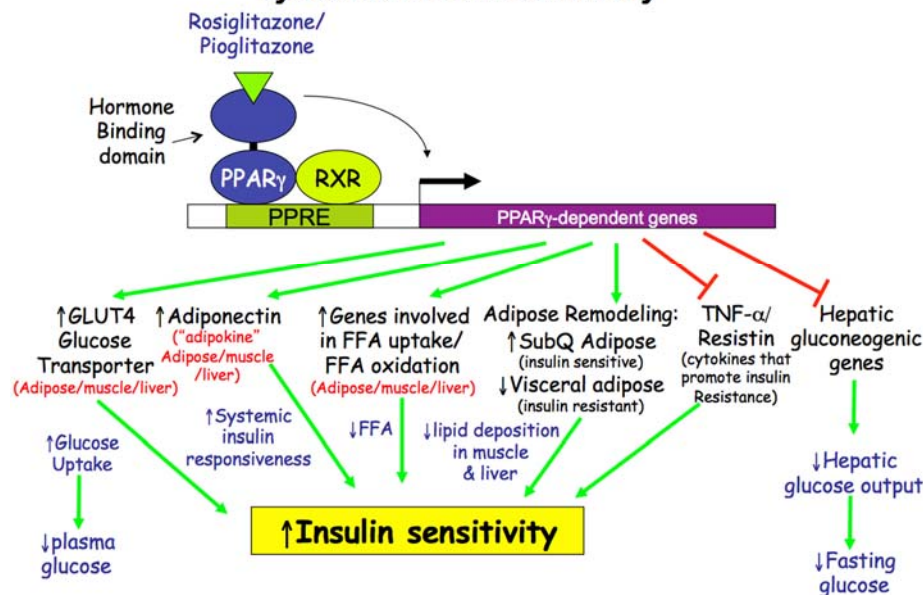 Rosiglitazone/
Pioglitazone
Hormone
Binding
domain
PPARγ
RXR
PPRE
PPARγ-dependent genes
↑GLUT4
Glucose
Transporter
(Adipose/muscle/liver)
↑Glucose
Uptake
↓plasma
glucose
↑Adiponectin
("adipokine"
Adipose/muscle
/liver)
↑Systemic
insulin
responsiveness
↑Genes involved
in FFA uptake/
FFA oxidation
(Adipose/muscle/liver)
↓FFA
Adipose Remodeling:
↑SubQ Adipose
(insulin sensitive)
↓Visceral adipose
(insulin resistant)
↓lipid deposition
in muscle
& liver
TNF-α/
Resistin
(cytokines that
promote insulin
Resistance)
Hepatic
gluconeogenic
genes
↓Hepatic
glucose output
↓Fasting
glucose
↑Insulin sensitivity